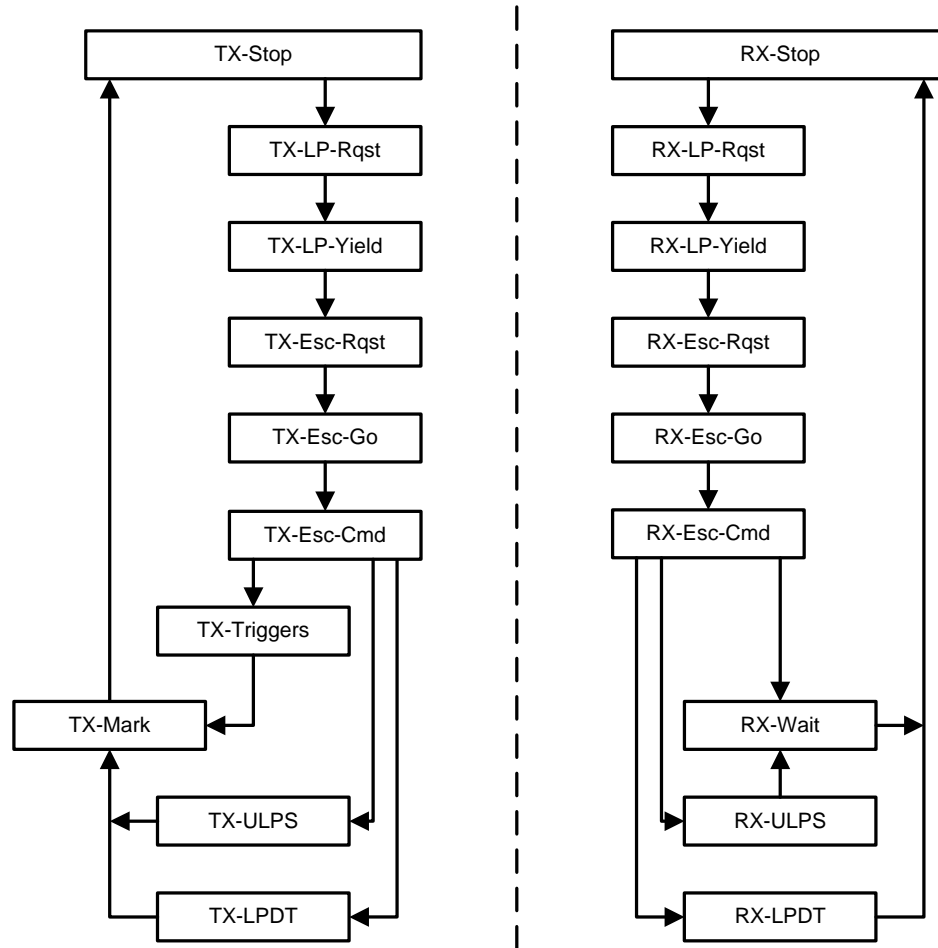 TX-Stop
TX-LP-Rqst
TX-LP-Yield
TX-Esc-Rqst
TX-Esc-Go
TX-Esc-Cmd
TX-Triggers
TX-Mark
TX-ULPS
TX-LPDT
RX-Stop
RX-LP-Rqst
RX-LP-Yield
RX-Esc-Rqst
RX-Esc-Go
RX-Esc-Cmd
RX-Wait
RX-ULPS
RX-LPDT